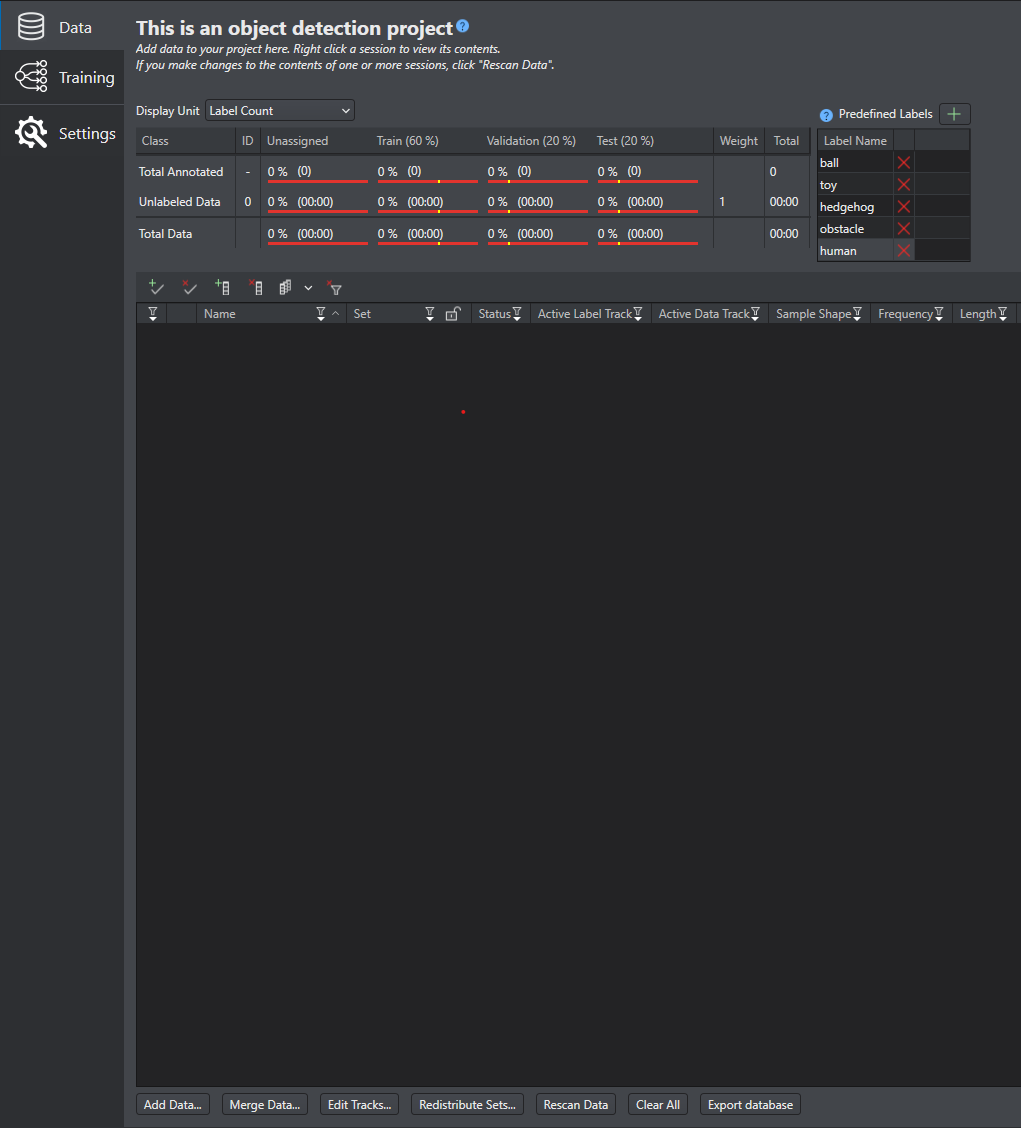 Data
Training
Settings
This is an object detection project ?
Add data to your project here. Right click a session to view its contents.
If you make changes to the contents of one or more sessions, click "Rescan Data".
Display Unit Label Count
? Predefined Labels
Class ID Unassigned Train (60 %) Validation (20 %) Test (20 %) Weight Total
Total Annotated - 0 % (0) 0 % (0) 0 % (0) 0 % (0) 0
Unlabeled Data 0 0 % (00:00) 0 % (00:00) 0 % (00:00) 0 % (00:00) 1 00:00
Total Data 0 % (00:00) 0 % (00:00) 0 % (00:00) 0 % (00:00) 00:00
Label Name
ball
toy
hedgehog
obstacle
human
Name Set Status Active Label Track Active Data Track Sample Shape Frequency Length
Add Data... Merge Data... Edit Tracks... Redistribute Sets... Rescan Data Clear All Export database